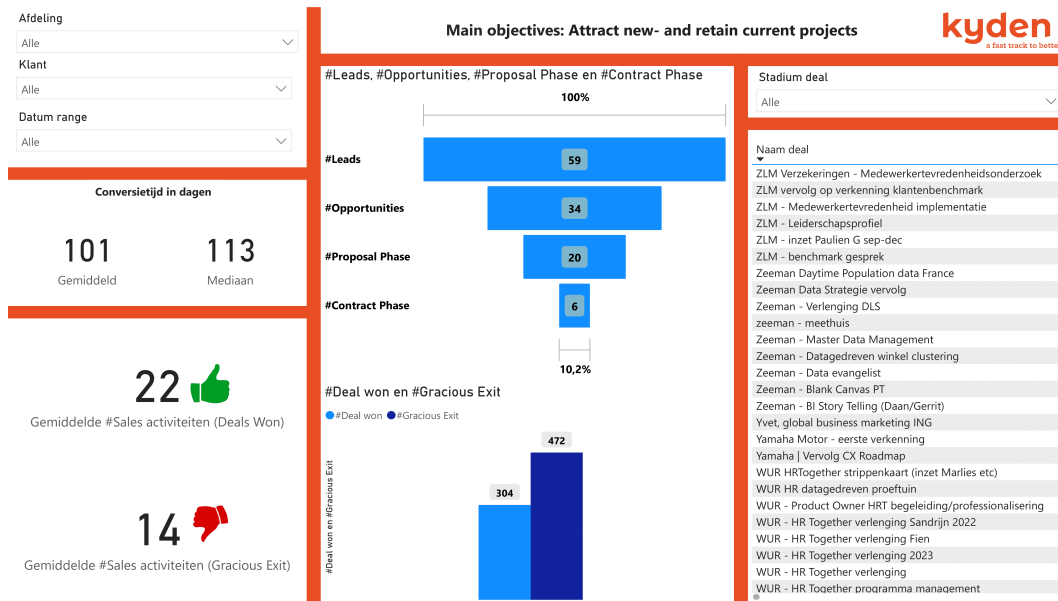 Afdeling
Alle
Klant
Alle
Datum range
Alle
Conversietijd in dagen
101
Gemiddeld
113
Mediaan
22
Gemiddelde #Sales activiteiten (Deals Won)
14
Gemiddelde #Sales activiteiten (Gracious Exit)
Main objectives: Attract new- and retain current projects
kyden
a fast track to bette
#Leads, #Opportunities, #Proposal Phase en #Contract Phase
100%
#Leads
59
#Opportunities
34
#Proposal Phase
20
#Contract Phase
6
10,2%
#Deal won en #Gracious Exit
#Deal won #Gracious Exit
#Deal won en #Gracious Exit
304
472
Stadium deal
Alle
Naam deal
ZLM Verzekeringen - Medewerkertevredenheidsonderzoek
ZLM vervolg op verkenning klantenbenchmark
ZLM - Medewerkertevredenheid implementatie
ZLM - Leiderschapsprofiel
ZLM - inzet Paulien G sep-dec
ZLM - benchmark gesprek
Zeeman Daytime Population data France
Zeeman Data Strategie vervolg
Zeeman - Verlenging DLS
zeeman - meethuis
Zeeman - Master Data Management
Zeeman - Datagedreven winkel clustering
Zeeman - Data evangelist
Zeeman - Blank Canvas PT
Zeeman - BI Story Telling (Daan/Gerrit)
Yvet, global business marketing ING
Yamaha Motor - eerste verkenning
Yamaha | Vervolg CX Roadmap
WUR HRTogether strippenkaart (inzet Marlies etc)
WUR HR datagedreven proeftuin
WUR - Product Owner HRT begeleiding/professionalisering
WUR - HR Together verlenging Sandrijn 2022
WUR - HR Together verlenging Fien
WUR - HR Together verlenging 2023
WUR - HR Together verlenging
WUR - HR Together programma management